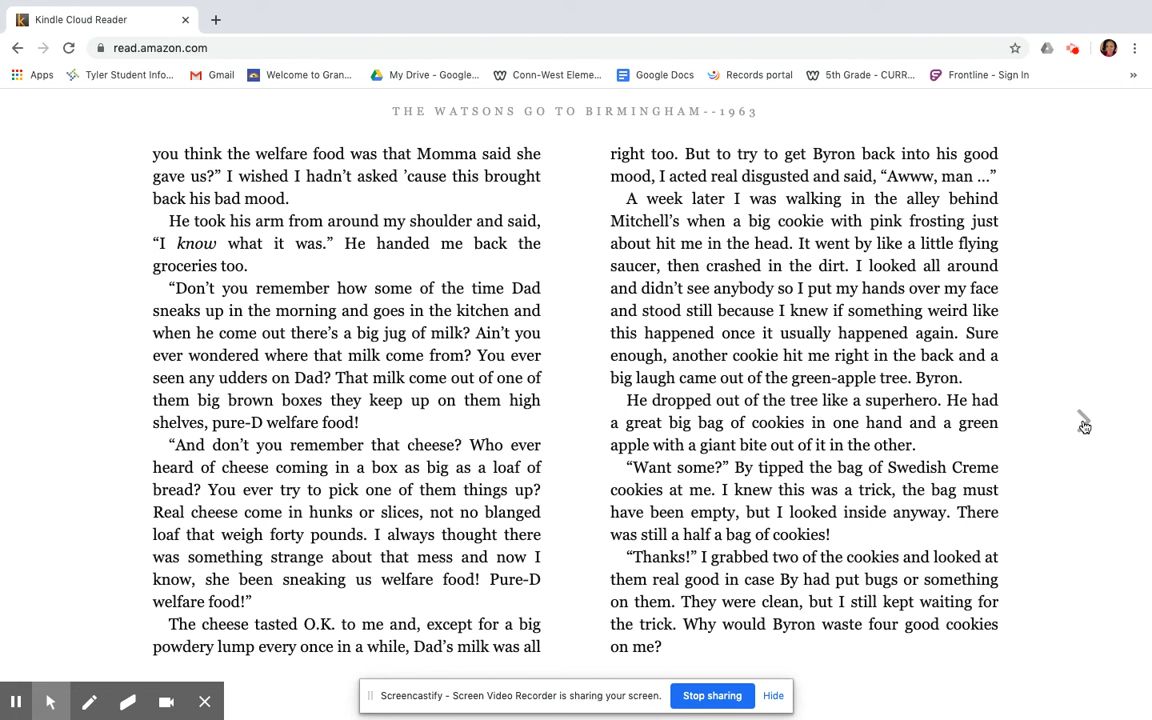 Kindle Cloud Reader
read.amazon.com
Apps
Tyler Student Info...
Gmail
Welcome to Gran...
My Drive - Google...
Conn-West Eleme...
Google Docs
Records portal
5th Grade - CURR...
Frontline - Sign In
»
THE WATSONS GO TO BIRMINGHAM--1963
you think the welfare food was that Momma said she
gave us?” I wished I hadn’t asked ’cause this brought
back his bad mood.
He took his arm from around my shoulder and said,
“I know what it was.” He handed me back the
groceries too.
“Don’t you remember how some of the time Dad
sneaks up in the morning and goes in the kitchen and
when he come out there’s a big jug of milk? Ain’t you
ever wondered where that milk come from? You ever
seen any udders on Dad? That milk come out of one of
them big brown boxes they keep up on them high
shelves, pure-D welfare food!
“And don’t you remember that cheese? Who ever
heard of cheese coming in a box as big as a loaf of
bread? You ever try to pick one of them things up?
Real cheese come in hunks or slices, not no blanged
loaf that weigh forty pounds. I always thought there
was something strange about that mess and now I
know, she been sneaking us welfare food! Pure-D
welfare food!”
The cheese tasted O.K. to me and, except for a big
powdery lump every once in a while, Dad’s milk was all
right too. But to try to get Byron back into his good
mood, I acted real disgusted and said, “Awww, man ...”
A week later I was walking in the alley behind
Mitchell’s when a big cookie with pink frosting just
about hit me in the head. It went by like a little flying
saucer, then crashed in the dirt. I looked all around
and didn’t see anybody so I put my hands over my face
and stood still because I knew if something weird like
this happened once it usually happened again. Sure
enough, another cookie hit me right in the back and a
big laugh came out of the green-apple tree. Byron.
He dropped out of the tree like a superhero. He had
a great big bag of cookies in one hand and a green
apple with a giant bite out of it in the other.
“Want some?” By tipped the bag of Swedish Creme
cookies at me. I knew this was a trick, the bag must
have been empty, but I looked inside anyway. There
was still a half a bag of cookies!
“Thanks!” I grabbed two of the cookies and looked at
them real good in case By had put bugs or something
on them. They were clean, but I still kept waiting for
the trick. Why would Byron waste four good cookies
on me?
Screencastify - Screen Video Recorder is sharing your screen.
Stop sharing
Hide